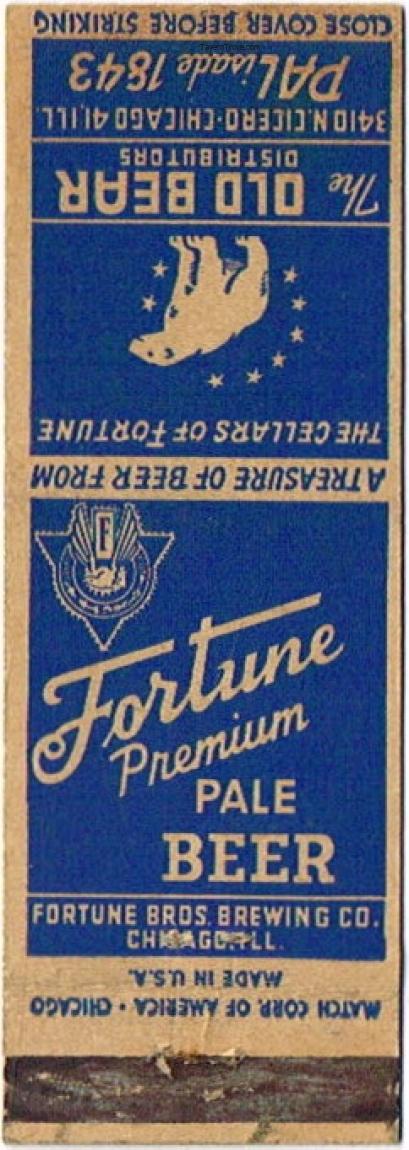 CLOSE COVER BEFORE STRIKING
PALisade 1843
3410 N. CICERO · CHICAGO 41, ILL.
DISTRIBUTORS
The OLD BEAR
THE CELLARS OF FORTUNE
A TREASURE OF BEER FROM
F
Fortune
Premium
PALE
BEER
FORTUNE BROS. BREWING CO.
CHICAGO, ILL.
MADE IN U.S.A.
MATCH CORP. OF AMERICA · CHICAGO